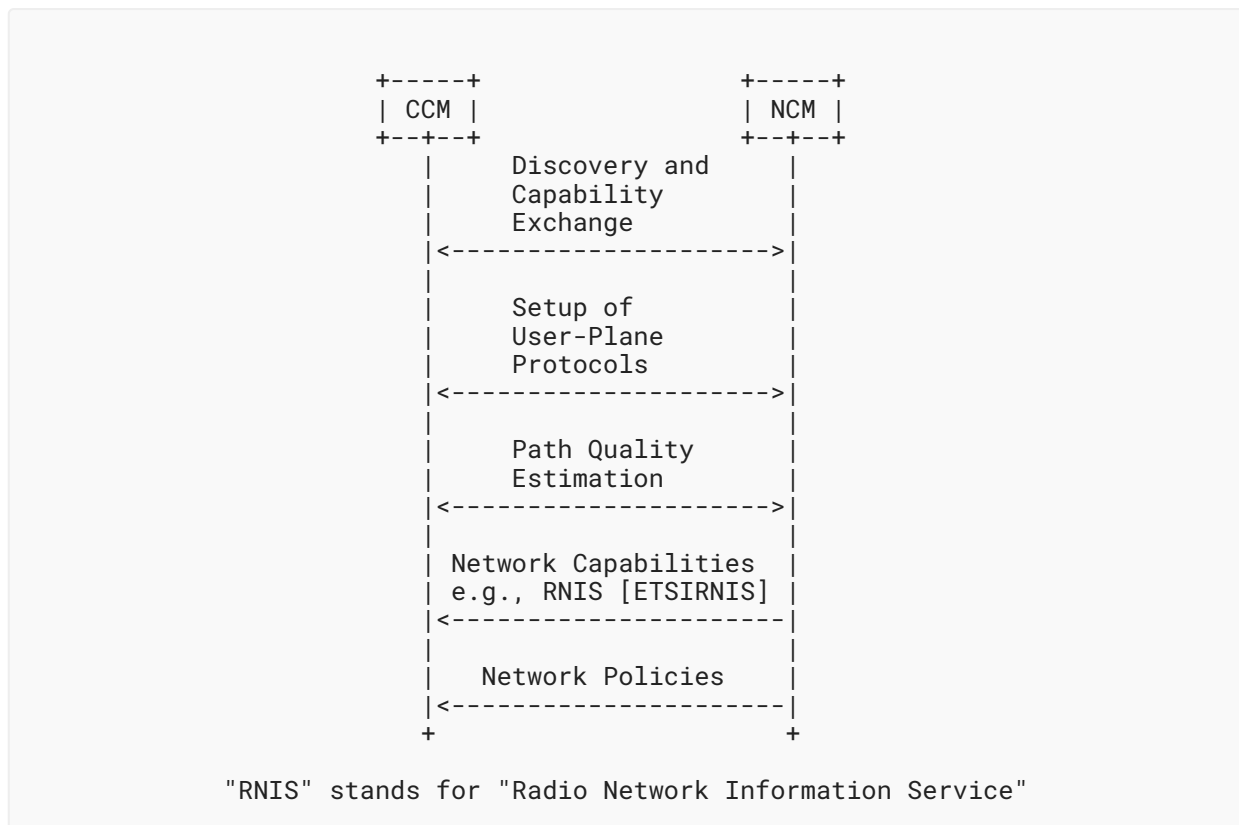 +-----+                 +-----+
| CCM |                 | NCM |
+--+--+                 +--+--+
   |     Discovery and     |
   |     Capability        |
   |     Exchange          |
   |<--------------------->|
   |                       |
   |     Setup of          |
   |     User-Plane        |
   |     Protocols         |
   |<--------------------->|
   |                       |
   |     Path Quality      |
   |     Estimation        |
   |<--------------------->|
   |                       |
   | Network Capabilities  |
   | e.g., RNIS [ETSIRNIS] |
   |<----------------------|
   |                       |
   |   Network Policies    |
   |<----------------------|
   +                       +
"RNIS" stands for "Radio Network Information Service"